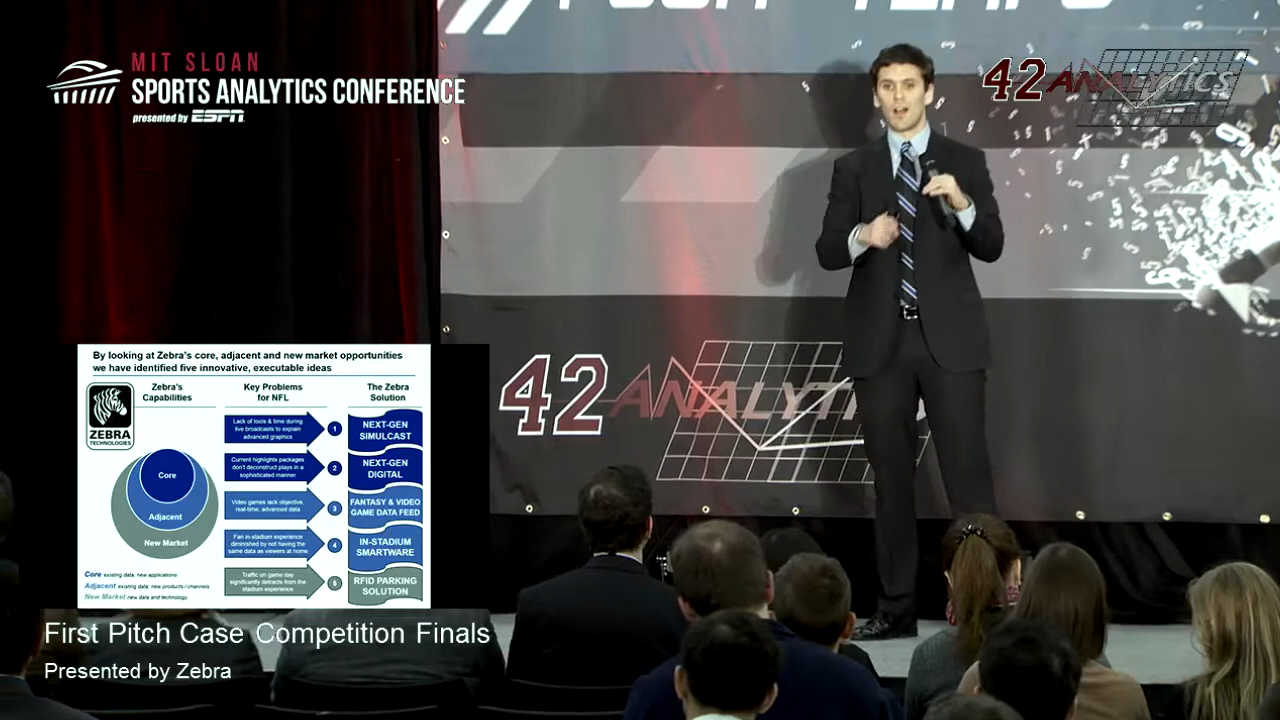 MIT SLOAN
SPORTS ANALYTICS CONFERENCE
presented by ESPN
42 ANALYTICS
42 ANALYTICS
By looking at Zebra's core, adjacent and new market opportunities
we have identified five innovative, executable ideas
ZEBRA
TECHNOLOGIES
Zebra's
Capabilities
Key Problems
for NFL
The Zebra
Solution
Core
Adjacent
New Market
Lack of tools & time during
live broadcasts to explain
advanced graphics
1
NEXT-GEN
SIMULCAST
Current highlights packages
don't deconstruct plays in a
sophisticated manner
2
NEXT-GEN
DIGITAL
Video games lack objective,
real-time, advanced data
3
FANTASY & VIDEO
GAME DATA FEED
Fan in-stadium experience
diminished by not having the
same data as viewers at home
4
IN-STADIUM
SMARTWARE
Traffic on game day
significantly detracts from the
stadium experience
5
RFID PARKING
SOLUTION
Core existing data, new applications
Adjacent existing data, new products / channels
New Market new data and technology
First Pitch Case Competition Finals
Presented by Zebra